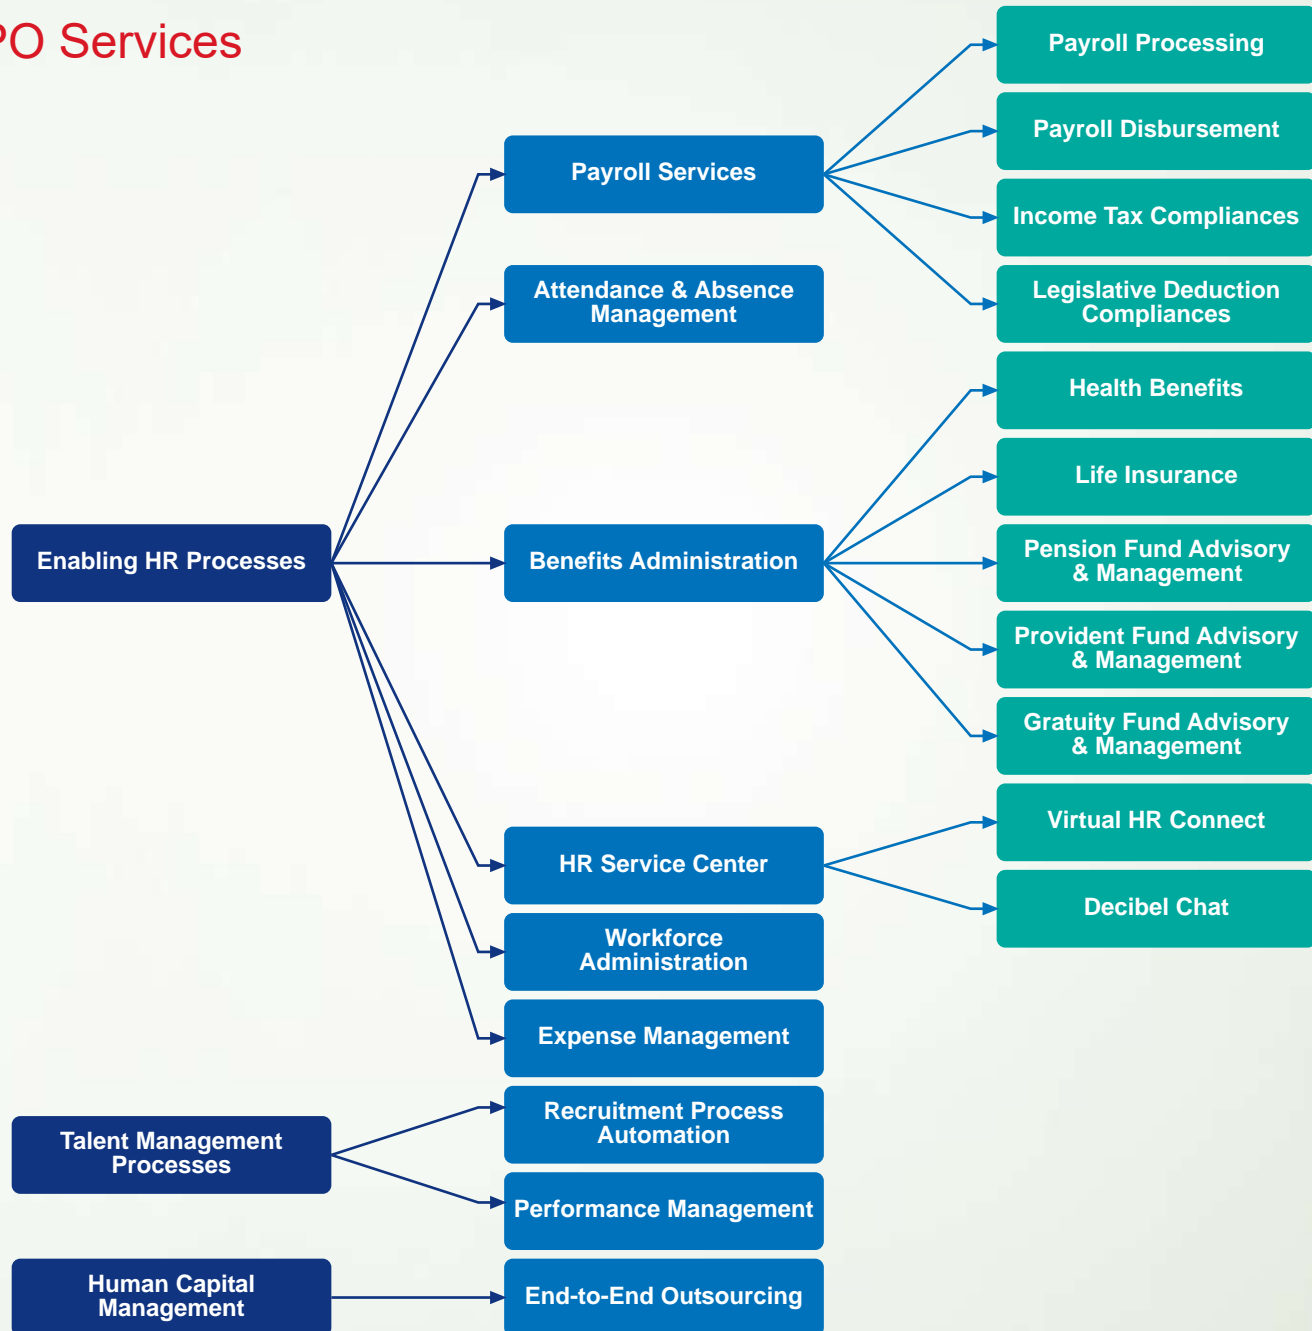 PO Services
Enabling HR Processes
Payroll Services
Payroll Processing
Payroll Disbursement
Income Tax Compliances
Legislative Deduction
Compliances
Attendance & Absence
Management
Benefits Administration
Health Benefits
Life Insurance
Pension Fund Advisory
& Management
Provident Fund Advisory
& Management
Gratuity Fund Advisory
& Management
HR Service Center
Virtual HR Connect
Decibel Chat
Workforce
Administration
Expense Management
Talent Management
Processes
Recruitment Process
Automation
Performance Management
Human Capital
Management
End-to-End Outsourcing